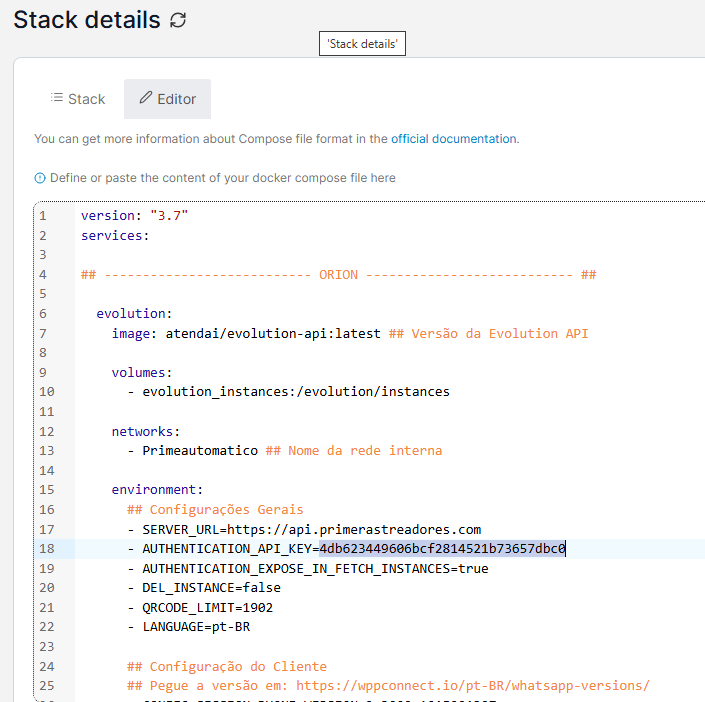 Stack details
'Stack details'
Stack
Editor
You can get more information about Compose file format in the official documentation.
Define or paste the content of your docker compose file here
1 version: "3.7"
2 services:
3
4 ## --------------------------- ORION --------------------------- ##
5
6 evolution:
7 image: atendai/evolution-api:latest ## Versão da Evolution API
8
9 volumes:
10 - evolution_instances:/evolution/instances
11
12 networks:
13 - Primeautomatico ## Nome da rede interna
14
15 environment:
16 ## Configurações Gerais
17 - SERVER_URL=https://api.primerastreadores.com
18 - AUTHENTICATION_API_KEY=4db623449606bcf2814521b73657dbc0
19 - AUTHENTICATION_EXPOSE_IN_FETCH_INSTANCES=true
20 - DEL_INSTANCE=false
21 - QRCODE_LIMIT=1902
22 - LANGUAGE=pt-BR
23
24 ## Configuração do Cliente
25 ## Pegue a versão em: https://wppconnect.io/pt-BR/whatsapp-versions/